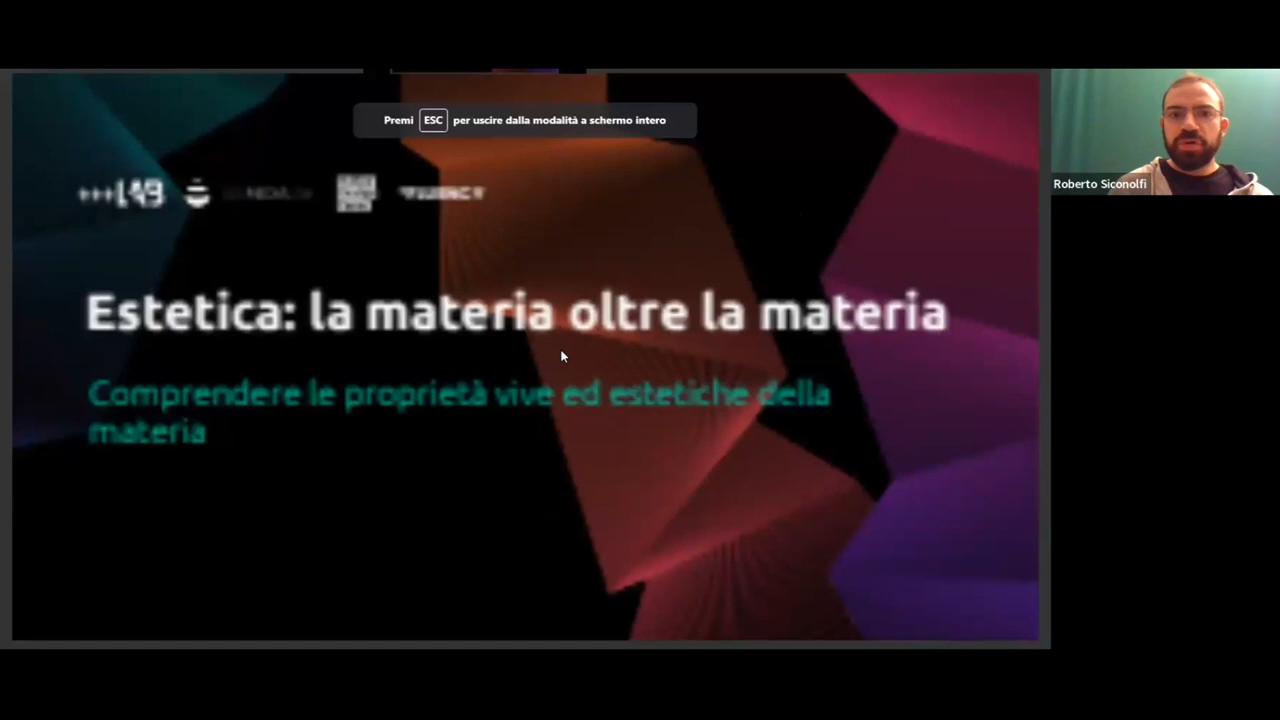 Premi ESC per uscire dalla modalità a schermo intero
+++LAB
Estetica: la materia oltre la materia
Comprendere le proprietà vive ed estetiche della
materia
Roberto Siconolfi